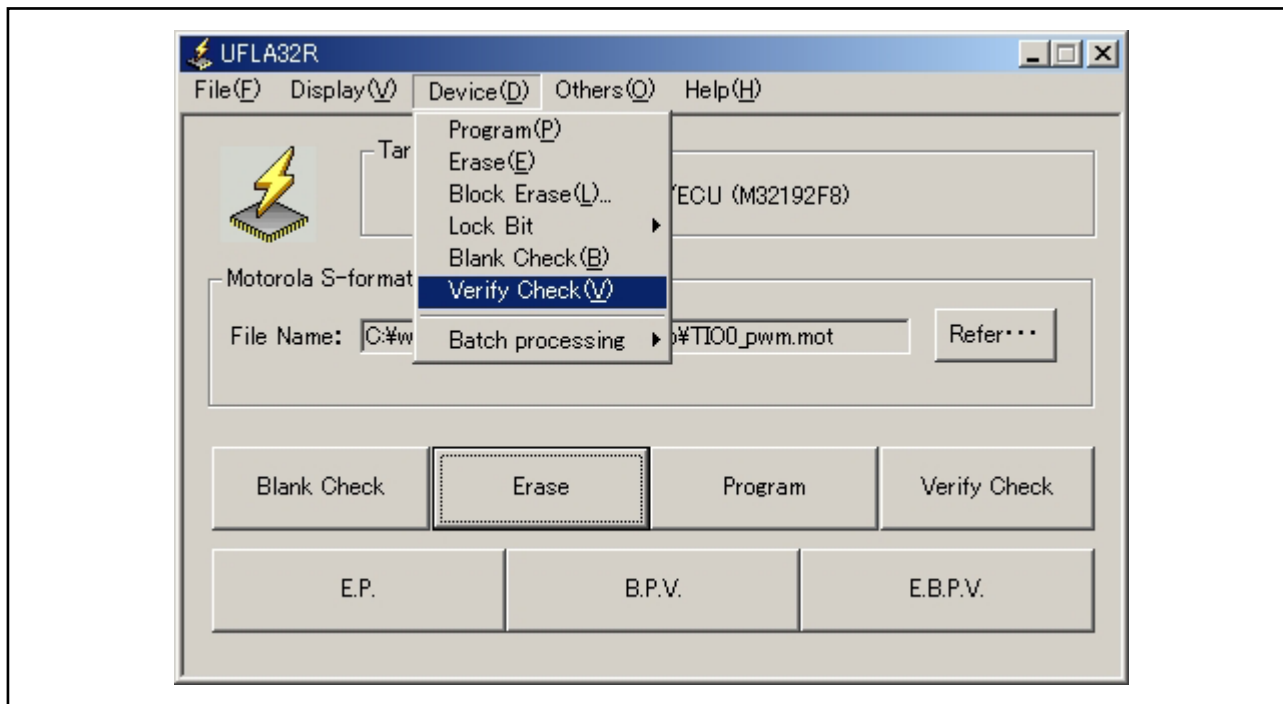 UFLA32R
File(F) Display(V) Device(D) Others(O) Help(H)
Program(P)
Erase(E)
Block Erase(L)...
Lock Bit
Blank Check(B)
Verify Check(V)
Batch processing
Tar
ECU (M32192F8)
Motorola S-format
File Name: C:¥w ¥TIO0_pwm.mot Refer・・・
Blank Check Erase Program Verify Check
E.P. B.P.V. E.B.P.V.